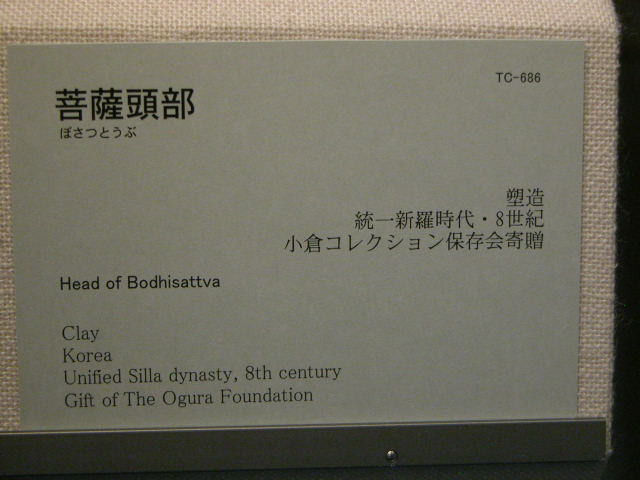 TC-686
菩薩頭部
ぼさつとうぶ
塑造
統一新羅時代・8世紀
小倉コレクション保存会寄贈
Head of Bodhisattva
Clay
Korea
Unified Silla dynasty, 8th century
Gift of The Ogura Foundation